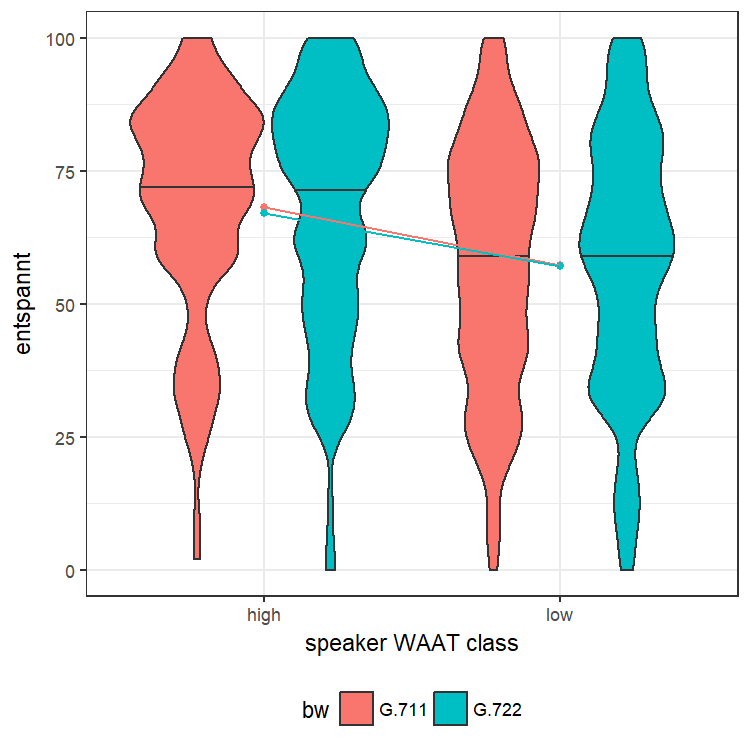 entspannt
100
75
50
25
0
high low
speaker WAAT class
bw G.711 G.722